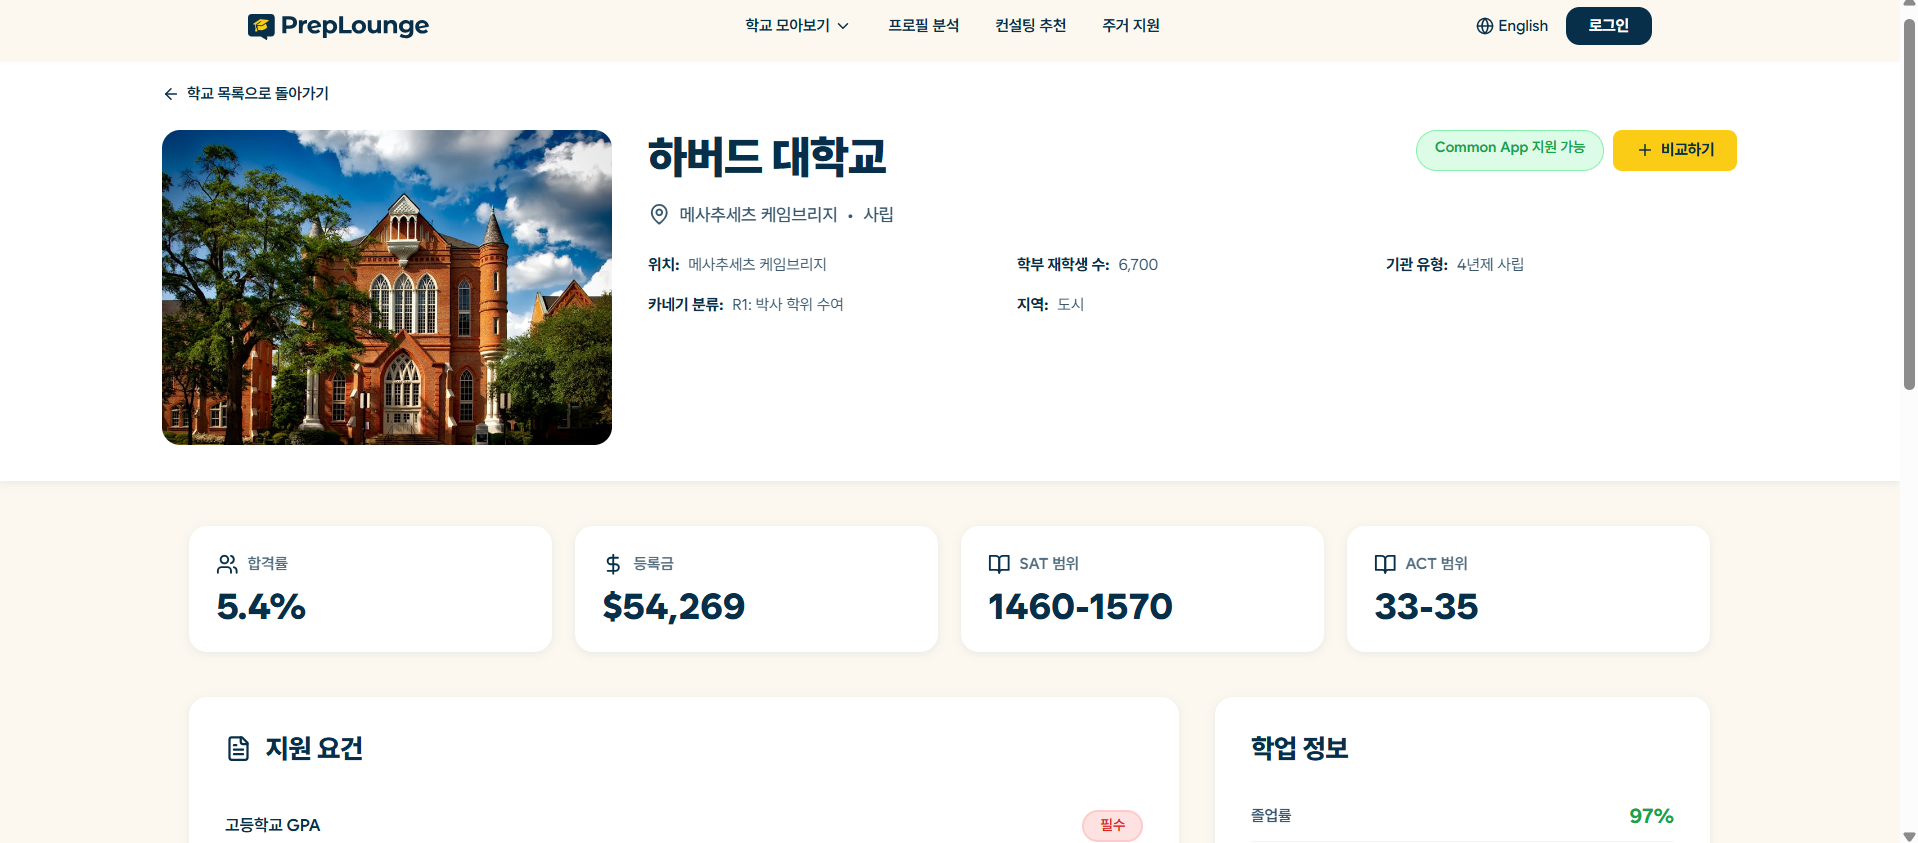 PrepLounge
학교 모아보기
프로필 분석
컨설팅 추천
주거 지원
English
로그인
학교 목록으로 돌아가기
하버드 대학교
Common App 지원 가능
비교하기
메사추세츠 케임브리지 • 사립
위치: 메사추세츠 케임브리지
학부 재학생 수: 6,700
기관 유형: 4년제 사립
카네기 분류: R1: 박사 학위 수여
지역: 도시
합격률
5.4%
등록금
$54,269
SAT 범위
1460-1570
ACT 범위
33-35
지원 요건
고등학교 GPA
필수
학업 정보
졸업률
97%